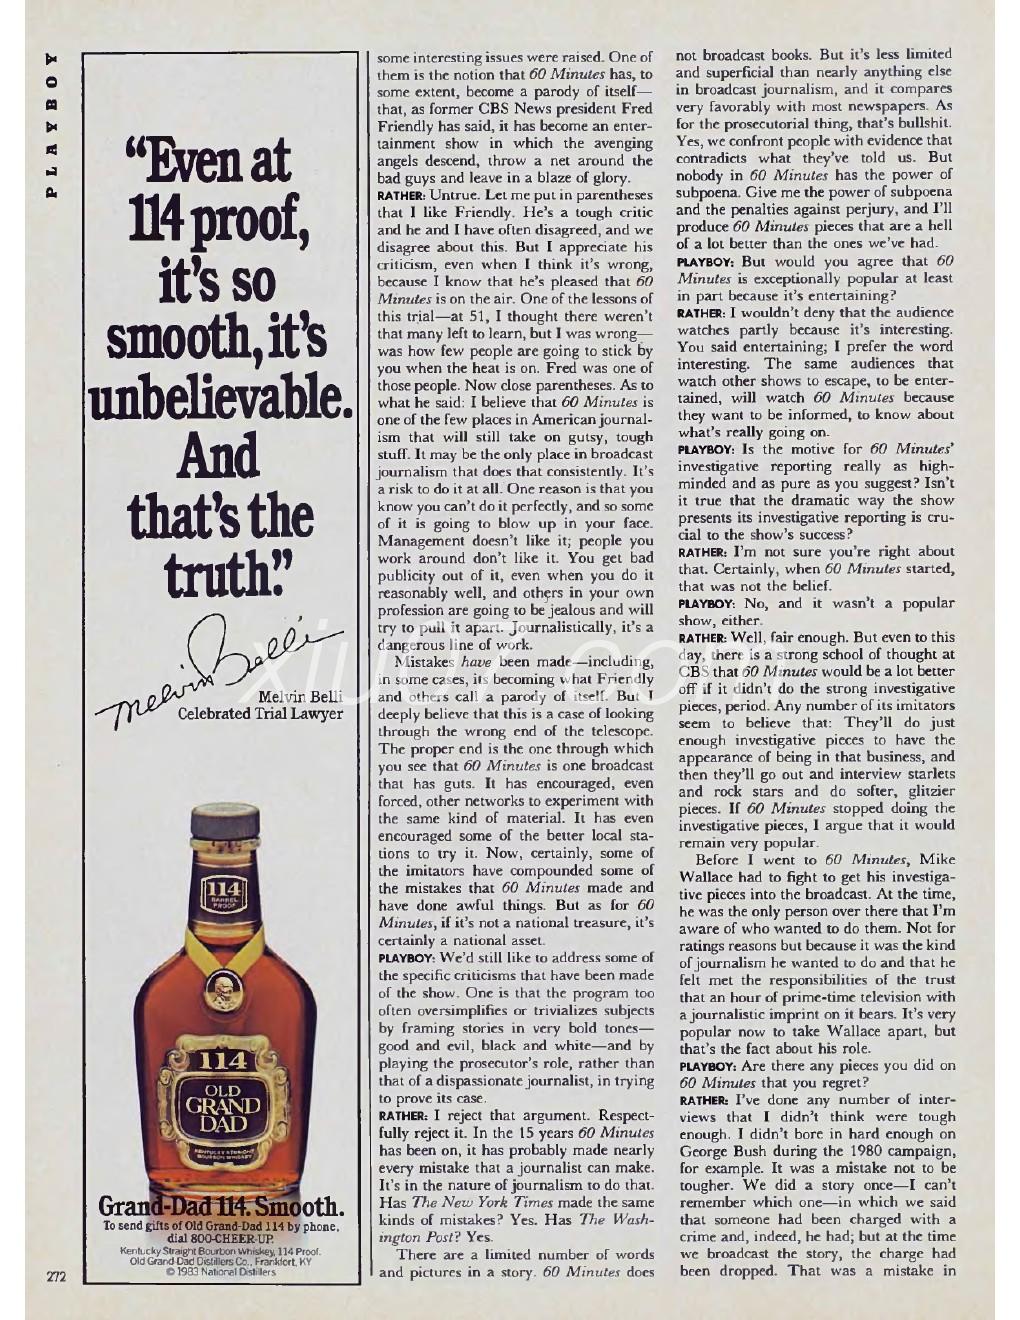 PLAYBOY
“Even at
114 proof,
it’s so
smooth, it’s
unbelievable.
And
that’s the
truth.”
Melvin Belli
Melvin Belli
Celebrated Trial Lawyer
114
BARREL
PROOF
114
OLD
GRAND
DAD
KENTUCKY STRAIGHT
BOURBON WHISKEY
Grand-Dad 114. Smooth.
To send gifts of Old Grand-Dad 114 by phone,
dial 800-CHEER-UP.
Kentucky Straight Bourbon Whiskey, 114 Proof.
Old Grand-Dad Distillers Co., Frankfort, KY
© 1983 National Distillers
272
some interesting issues were raised. One of
them is the notion that 60 Minutes has, to
some extent, become a parody of itself—
that, as former CBS News president Fred
Friendly has said, it has become an enter-
tainment show in which the avenging
angels descend, throw a net around the
bad guys and leave in a blaze of glory.
RATHER: Untrue. Let me put in parentheses
that I like Friendly. He’s a tough critic
and he and I have often disagreed, and we
disagree about this. But I appreciate his
criticism, even when I think it’s wrong,
because I know that he’s pleased that 60
Minutes is on the air. One of the lessons of
this trial—at 51, I thought there weren’t
that many left to learn, but I was wrong—
was how few people are going to stick by
you when the heat is on. Fred was one of
those people. Now close parentheses. As to
what he said: I believe that 60 Minutes is
one of the few places in American journal-
ism that will still take on gutsy, tough
stuff. It may be the only place in broadcast
journalism that does that consistently. It’s
a risk to do it at all. One reason is that you
know you can’t do it perfectly, and so some
of it is going to blow up in your face.
Management doesn’t like it; people you
work around don’t like it. You get bad
publicity out of it, even when you do it
reasonably well, and others in your own
profession are going to be jealous and will
try to pull it apart. Journalistically, it’s a
dangerous line of work.
Mistakes have been made—including,
in some cases, its becoming what Friendly
and others call a parody of itself. But I
deeply believe that this is a case of looking
through the wrong end of the telescope.
The proper end is the one through which
you see that 60 Minutes is one broadcast
that has guts. It has encouraged, even
forced, other networks to experiment with
the same kind of material. It has even
encouraged some of the better local sta-
tions to try it. Now, certainly, some of
the imitators have compounded some of
the mistakes that 60 Minutes made and
have done awful things. But as for 60
Minutes, if it’s not a national treasure, it’s
certainly a national asset.
PLAYBOY: We’d still like to address some of
the specific criticisms that have been made
of the show. One is that the program too
often oversimplifies or trivializes subjects
by framing stories in very bold tones—
good and evil, black and white—and by
playing the prosecutor’s role, rather than
that of a dispassionate journalist, in trying
to prove its case.
RATHER: I reject that argument. Respect-
fully reject it. In the 15 years 60 Minutes
has been on, it has probably made nearly
every mistake that a journalist can make.
It’s in the nature of journalism to do that.
Has The New York Times made the same
kinds of mistakes? Yes. Has The Wash-
ington Post? Yes.
There are a limited number of words
and pictures in a story. 60 Minutes does
not broadcast books. But it’s less limited
and superficial than nearly anything else
in broadcast journalism, and it compares
very favorably with most newspapers. As
for the prosecutorial thing, that’s bullshit.
Yes, we confront people with evidence that
contradicts what they’ve told us. But
nobody in 60 Minutes has the power of
subpoena. Give me the power of subpoena
and the penalties against perjury, and I’ll
produce 60 Minutes pieces that are a hell
of a lot better than the ones we’ve had.
PLAYBOY: But would you agree that 60
Minutes is exceptionally popular at least
in part because it’s entertaining?
RATHER: I wouldn’t deny that the audience
watches partly because it’s interesting.
You said entertaining; I prefer the word
interesting. The same audiences that
watch other shows to escape, to be enter-
tained, will watch 60 Minutes because
they want to be informed, to know about
what’s really going on.
PLAYBOY: Is the motive for 60 Minutes’
investigative reporting really as high-
minded and as pure as you suggest? Isn’t
it true that the dramatic way the show
presents its investigative reporting is cru-
cial to the show’s success?
RATHER: I’m not sure you’re right about
that. Certainly, when 60 Minutes started,
that was not the belief.
PLAYBOY: No, and it wasn’t a popular
show, either.
RATHER: Well, fair enough. But even to this
day, there is a strong school of thought at
CBS that 60 Minutes would be a lot better
off if it didn’t do the strong investigative
pieces, period. Any number of its imitators
seem to believe that: They’ll do just
enough investigative pieces to have the
appearance of being in that business, and
then they’ll go out and interview starlets
and rock stars and do softer, glitzier
pieces. If 60 Minutes stopped doing the
investigative pieces, I argue that it would
remain very popular.
Before I went to 60 Minutes, Mike
Wallace had to fight to get his investiga-
tive pieces into the broadcast. At the time,
he was the only person over there that I’m
aware of who wanted to do them. Not for
ratings reasons but because it was the kind
of journalism he wanted to do and that he
felt met the responsibilities of the trust
that an hour of prime-time television with
a journalistic imprint on it bears. It’s very
popular now to take Wallace apart, but
that’s the fact about his role.
PLAYBOY: Are there any pieces you did on
60 Minutes that you regret?
RATHER: I’ve done any number of inter-
views that I didn’t think were tough
enough. I didn’t bore in hard enough on
George Bush during the 1980 campaign,
for example. It was a mistake not to be
tougher. We did a story once—I can’t
remember which one—in which we said
that someone had been charged with a
crime and, indeed, he had; but at the time
we broadcast the story, the charge had
been dropped. That was a mistake in